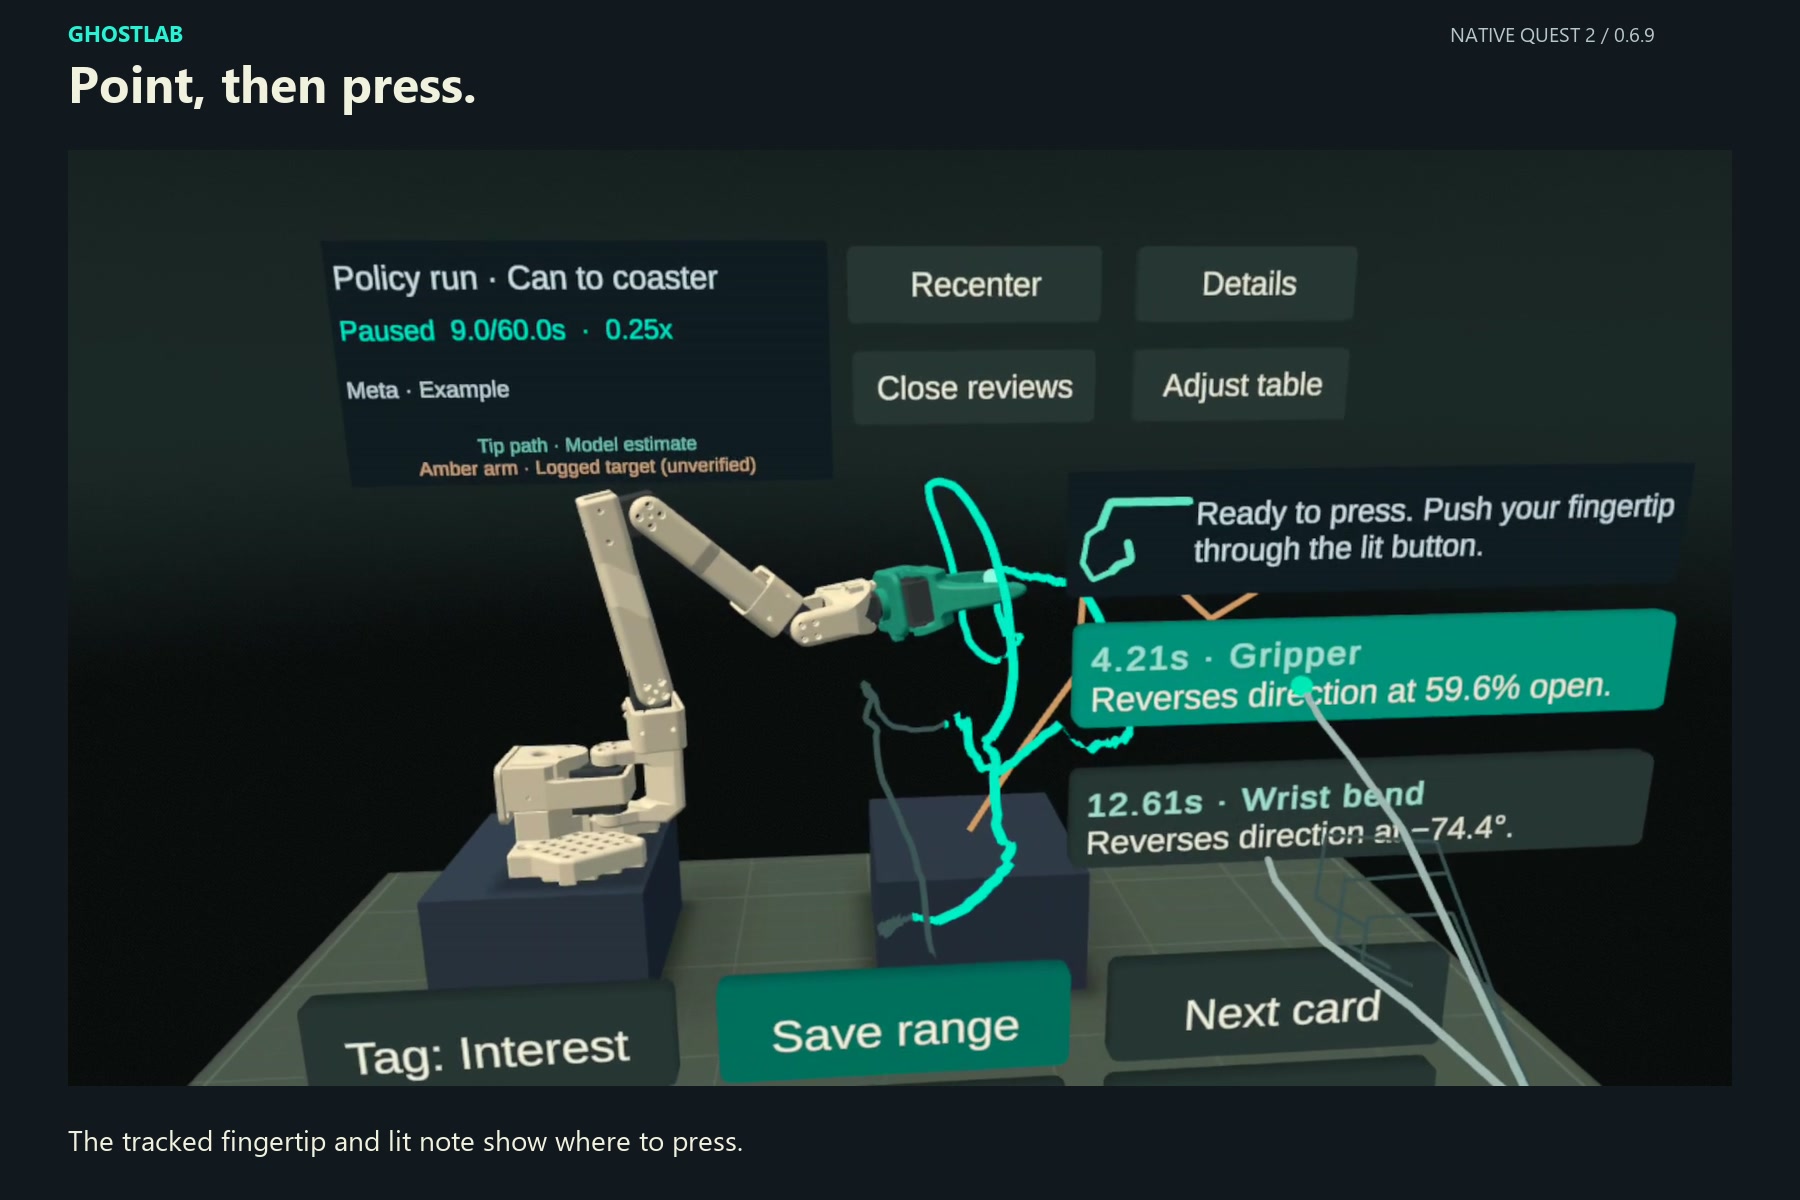 GHOSTLAB
NATIVE QUEST 2 / 0.6.9
Point, then press.
Policy run · Can to coaster
Paused 9.0/60.0s · 0.25x
Meta · Example
Tip path · Model estimate
Amber arm · Logged target (unverified)
Recenter
Details
Close reviews
Adjust table
Ready to press. Push your fingertip
through the lit button.
4.21s · Gripper
Reverses direction at 59.6% open.
12.61s · Wrist bend
Reverses direction at −74.4°.
Tag: Interest
Save range
Next card
The tracked fingertip and lit note show where to press.